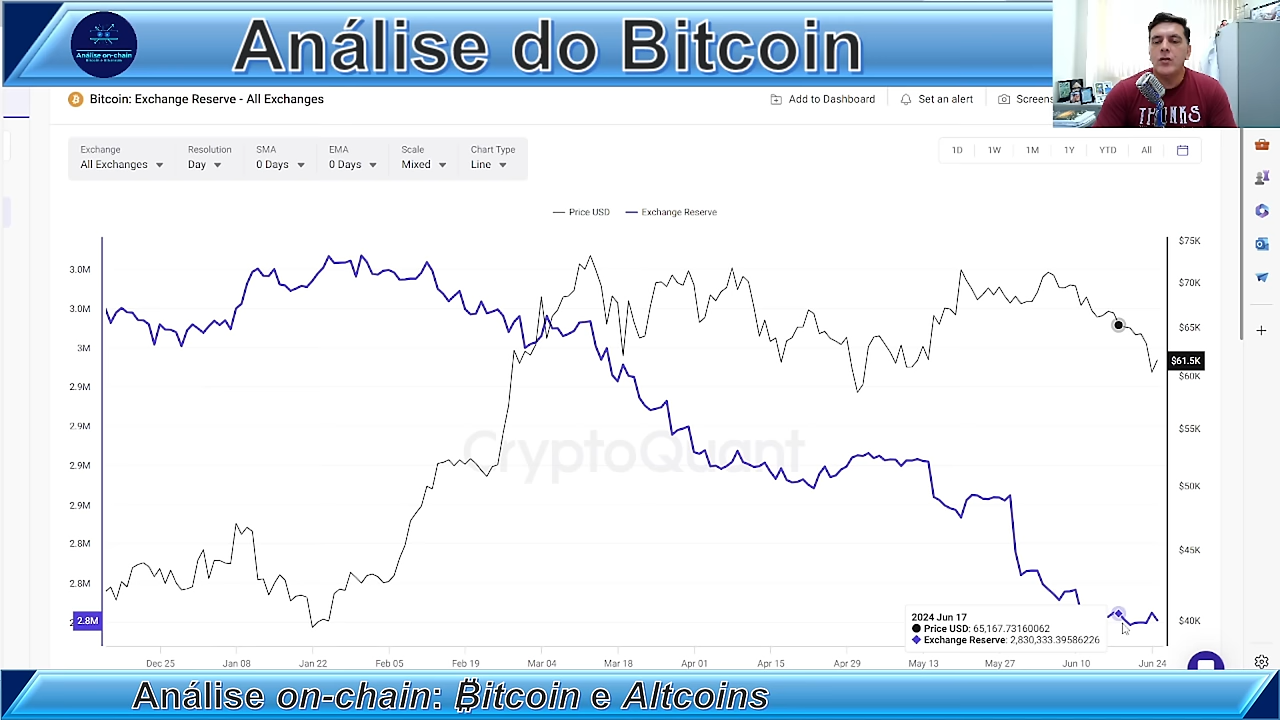 Análise do Bitcoin
Análise on-chain
Bitcoin: Exchange Reserve - All Exchanges
Add to Dashboard
Set an alert
Screens
THUNKS
Exchange
All Exchanges
Resolution
Day
SMA
0 Days
EMA
0 Days
Scale
Mixed
Chart Type
Line
1D
1W
1M
1Y
YTD
All
Price USD
Exchange Reserve
3.0M
3.0M
3M
2.9M
2.9M
2.9M
2.9M
2.8M
2.8M
2.8M
$75K
$70K
$65K
$61.5K
$60K
$55K
$50K
$45K
$40K
CryptoQuant
2024 Jun 17
Price USD: 65,167.73160062
Exchange Reserve: 2,830,333.39586226
Dec 25
Jan 08
Jan 22
Feb 05
Feb 19
Mar 04
Mar 18
Apr 01
Apr 15
Apr 29
May 13
May 27
Jun 10
Jun 24
Análise on-chain: ₿itcoin e Altcoins